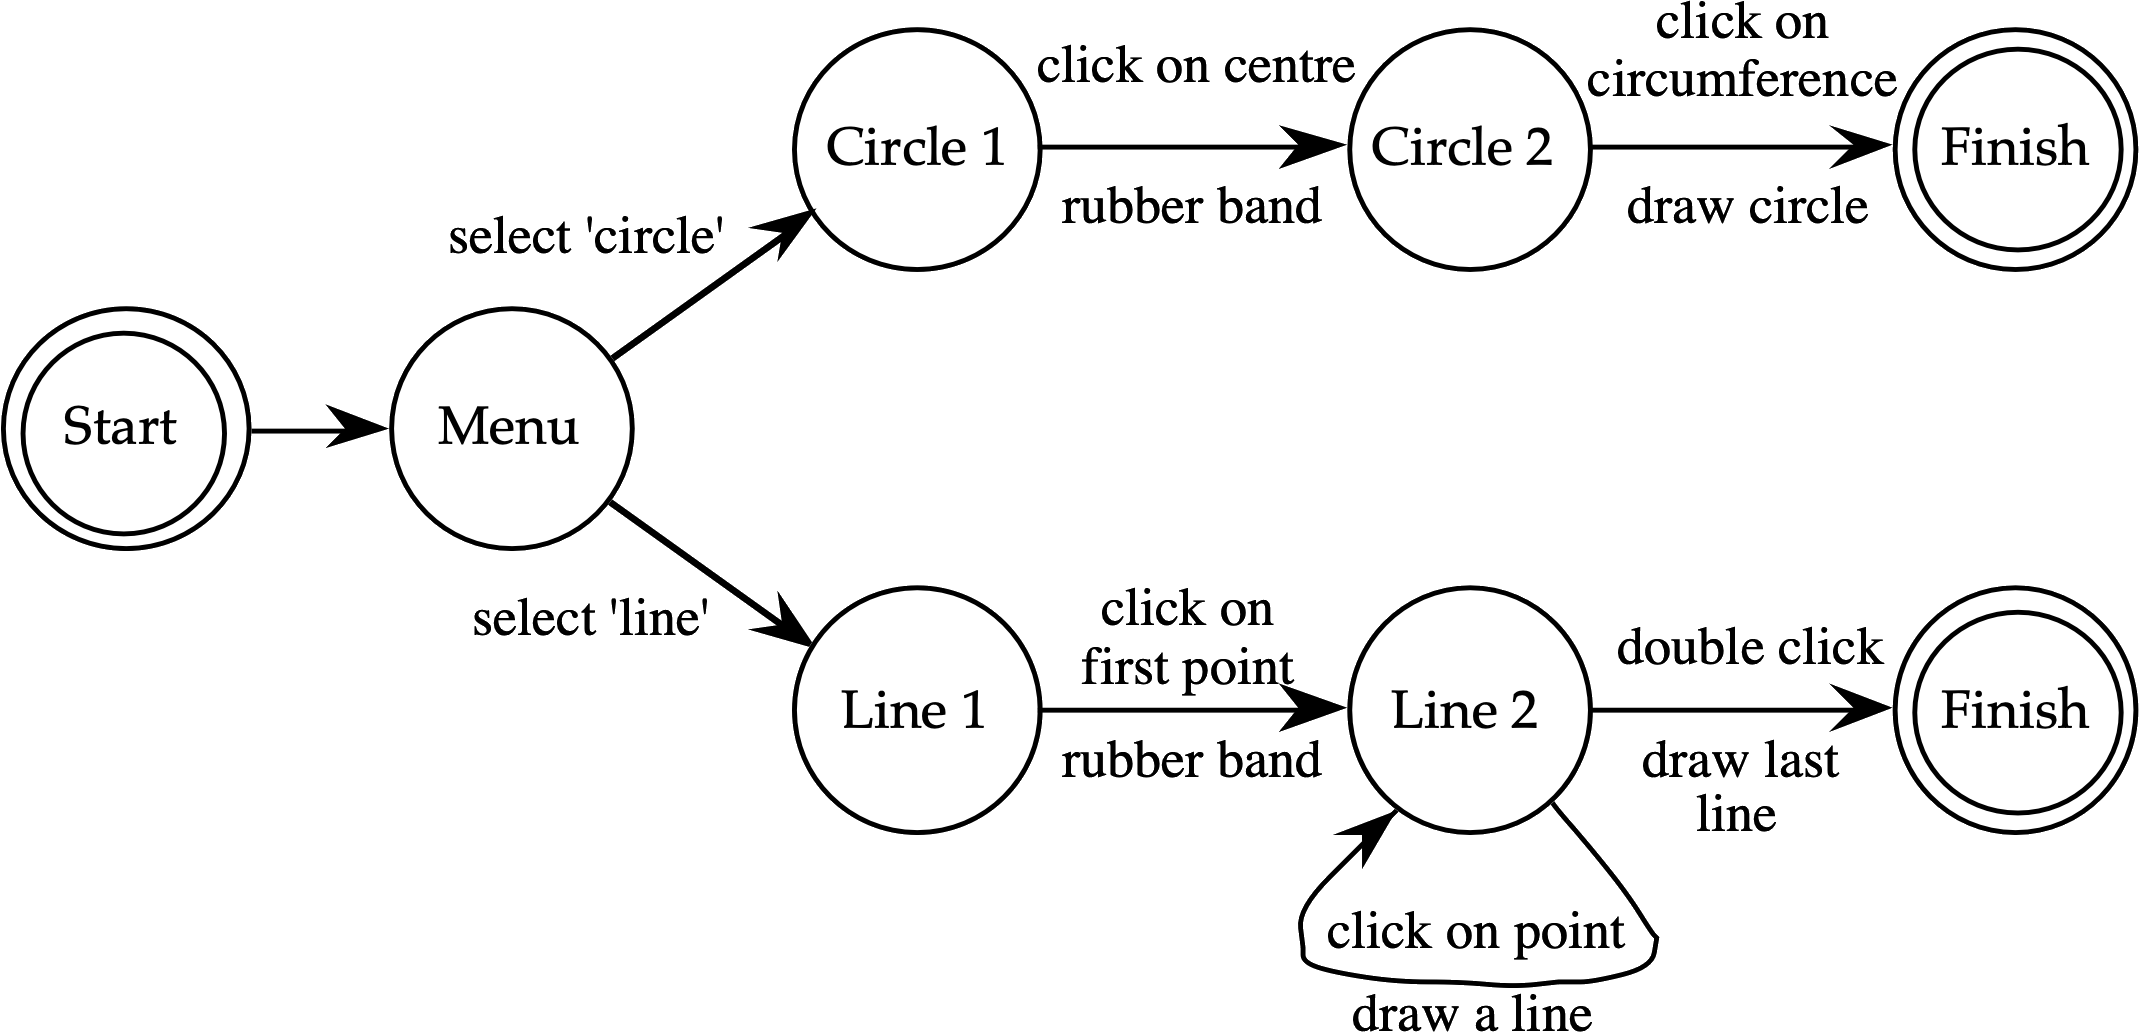 click on
circumference
click on centre
Circle 1
Circle 2
Finish
rubber band
draw circle
select 'circle'
Start
Menu
select 'line'
click on
first point
double click
Line 1
Line 2
Finish
rubber band
draw last
line
click on point
draw a line